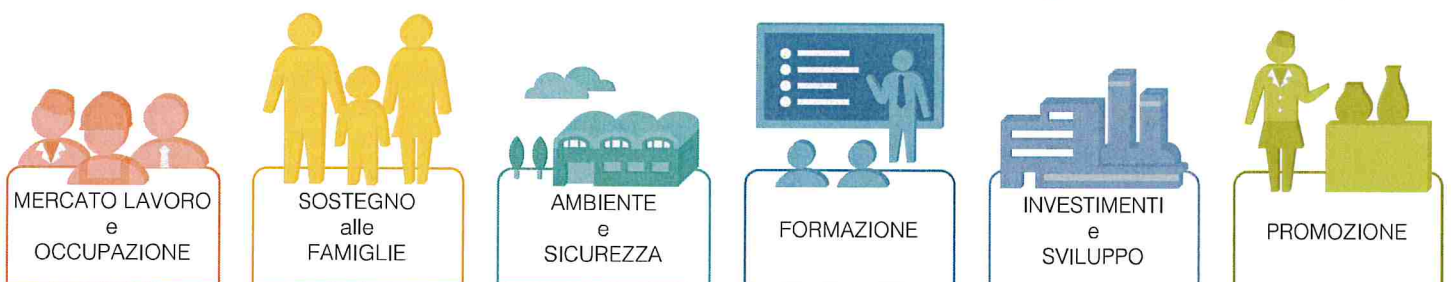 MERCATO LAVORO
e
OCCUPAZIONE
SOSTEGNO
alle
FAMIGLIE
AMBIENTE
e
SICUREZZA
FORMAZIONE
INVESTIMENTI
e
SVILUPPO
PROMOZIONE